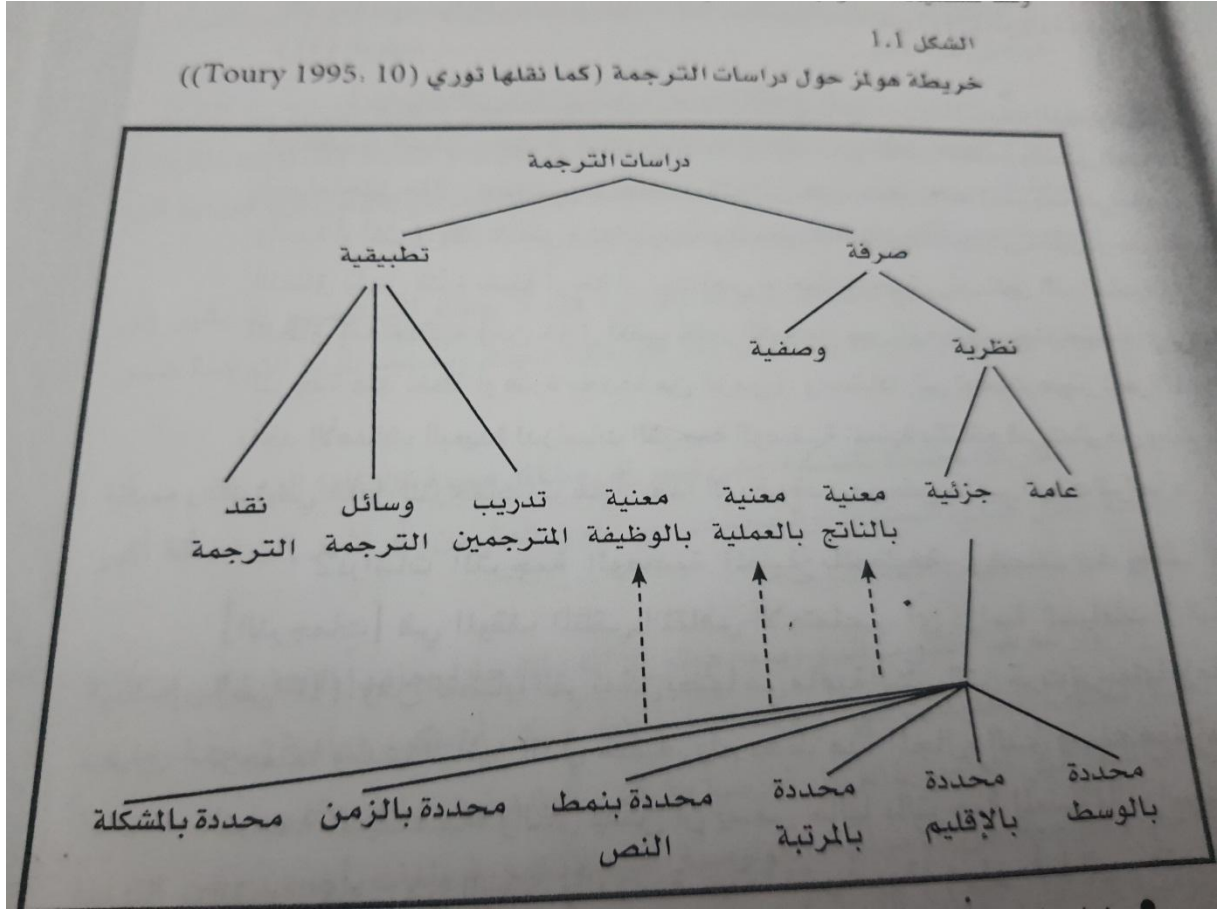 الشكل 1.1
خريطة هولمز حول دراسات الترجمة (كما نقلها توري (Toury 1995، 10))
دراسات الترجمة
صرفة
تطبيقية
نظرية
وصفية
عامة
جزئية
معنية
بالناتج
معنية
بالعملية
معنية
بالوظيفة
تدريب
المترجمين
وسائل
الترجمة
نقد
الترجمة
محددة
بالوسط
محددة
بالإقليم
محددة
بالمرتبة
محددة بنمط
النص
محددة بالزمن
محددة بالمشكلة